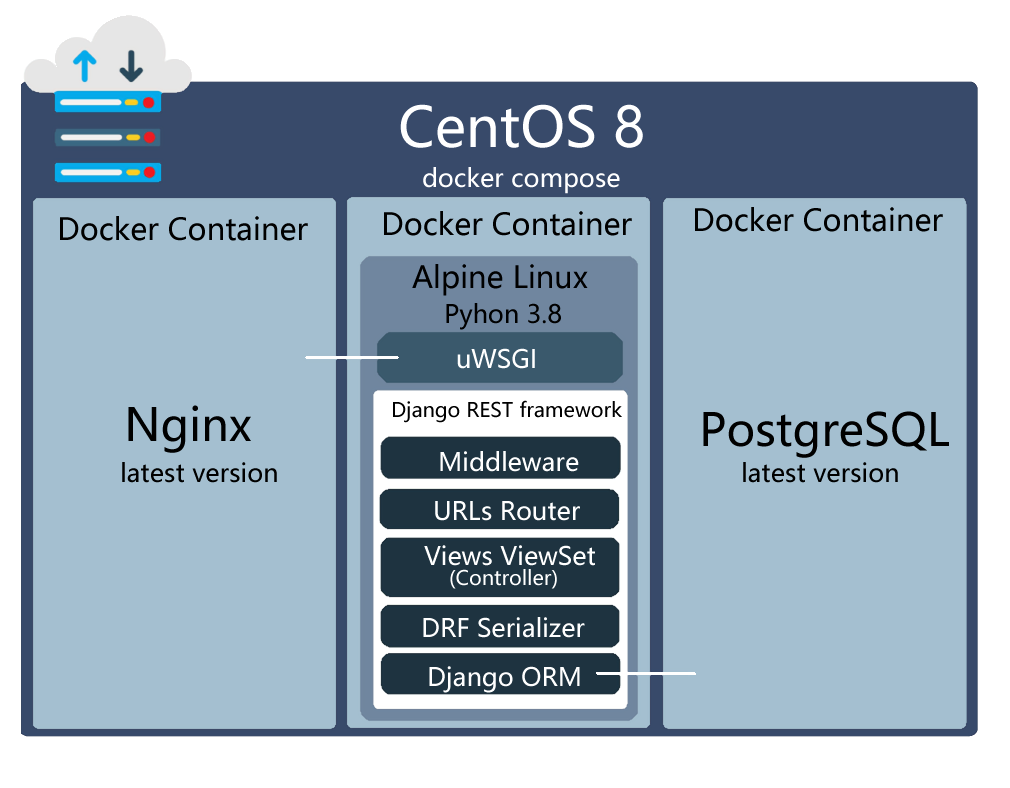 CentOS 8
docker compose
Docker Container
Nginx
latest version
Docker Container
Alpine Linux
Pyhon 3.8
uWSGI
Django REST framework
Middleware
URLs Router
Views ViewSet
(Controller)
DRF Serializer
Django ORM
Docker Container
PostgreSQL
latest version